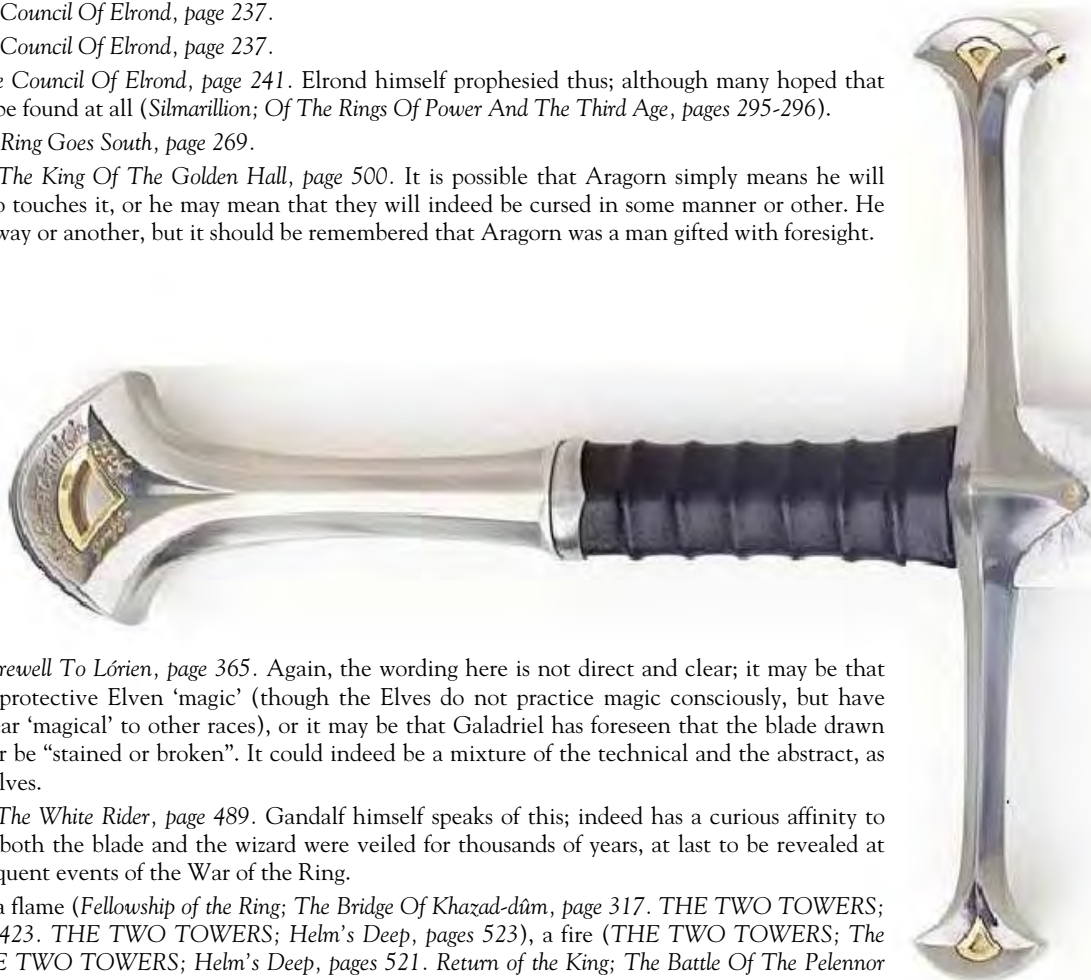 Council Of Elrond, page 237.
Council Of Elrond, page 237.
e Council Of Elrond, page 241. Elrond himself prophesied thus; although many hoped that
be found at all (Silmarillion; Of The Rings Of Power And The Third Age, pages 295-296).
Ring Goes South, page 269.
The King Of The Golden Hall, page 500. It is possible that Aragorn simply means he will
o touches it, or he may mean that they will indeed be cursed in some manner or other. He
way or another, but it should be remembered that Aragorn was a man gifted with foresight.
rewell To Lórien, page 365. Again, the wording here is not direct and clear; it may be that
protective Elven ‘magic’ (though the Elves do not practice magic consciously, but have
ear ‘magical’ to other races), or it may be that Galadriel has foreseen that the blade drawn
r be “stained or broken”. It could indeed be a mixture of the technical and the abstract, as
lves.
The White Rider, page 489. Gandalf himself speaks of this; indeed has a curious affinity to
both the blade and the wizard were veiled for thousands of years, at last to be revealed at
quent events of the War of the Ring.
a flame (Fellowship of the Ring; The Bridge Of Khazad-dûm, page 317. THE TWO TOWERS;
423. THE TWO TOWERS; Helm’s Deep, pages 523), a fire (THE TWO TOWERS; The
E TWO TOWERS; Helm’s Deep, pages 521. Return of the King; The Battle Of The Pelennor